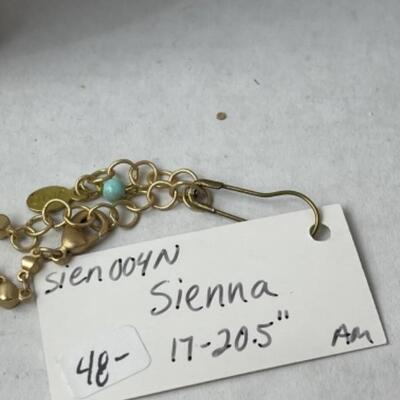 Sien004N
Sienna
17-20.5"
48-
Am